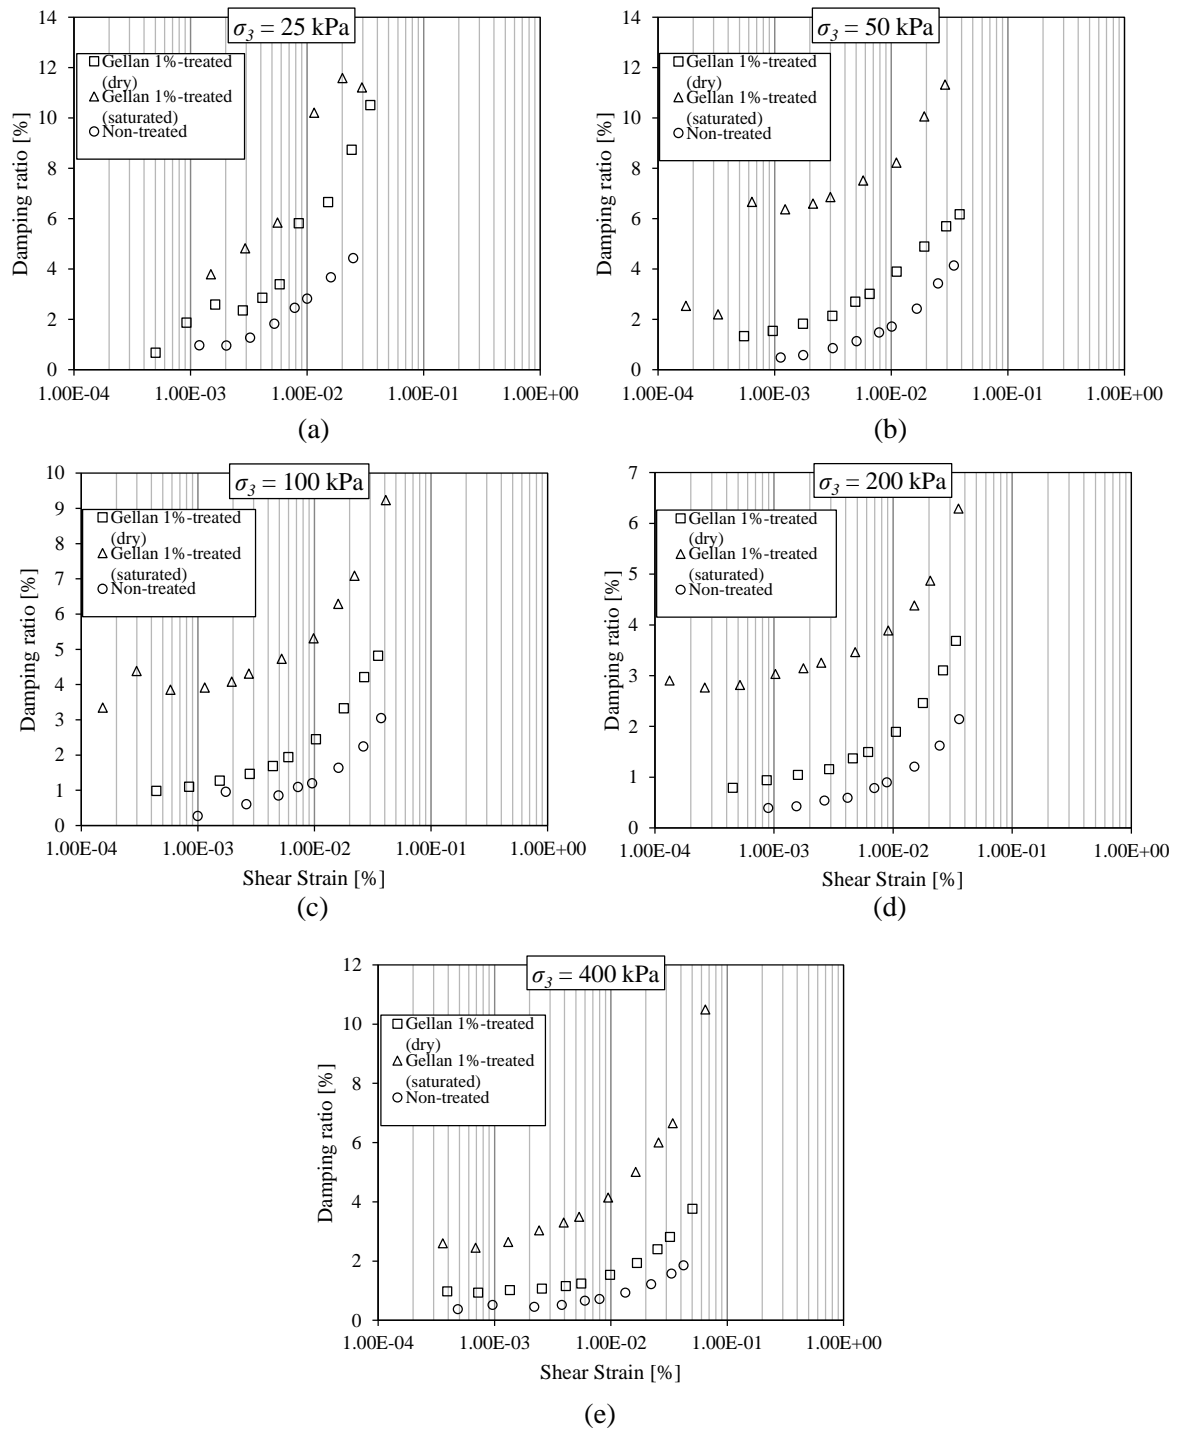 σ3 = 25 kPa
14
12
10
8
6
4
2
0
Damping ratio [%]
Gellan 1%-treated
(dry)
Gellan 1%-treated
(saturated)
Non-treated
1.00E-04 1.00E-03 1.00E-02 1.00E-01 1.00E+00
(a)
σ3 = 50 kPa
14
12
10
8
6
4
2
0
Damping ratio [%]
Gellan 1%-treated
(dry)
Gellan 1%-treated
(saturated)
Non-treated
1.00E-04 1.00E-03 1.00E-02 1.00E-01 1.00E+00
(b)
σ3 = 100 kPa
10
9
8
7
6
5
4
3
2
1
0
Damping ratio [%]
Gellan 1%-treated
(dry)
Gellan 1%-treated
(saturated)
Non-treated
1.00E-04 1.00E-03 1.00E-02 1.00E-01 1.00E+00
Shear Strain [%]
(c)
σ3 = 200 kPa
7
6
5
4
3
2
1
0
Damping ratio [%]
Gellan 1%-treated
(dry)
Gellan 1%-treated
(saturated)
Non-treated
1.00E-04 1.00E-03 1.00E-02 1.00E-01 1.00E+00
Shear Strain [%]
(d)
σ3 = 400 kPa
12
10
8
6
4
2
0
Damping ratio [%]
Gellan 1%-treated
(dry)
Gellan 1%-treated
(saturated)
Non-treated
1.00E-04 1.00E-03 1.00E-02 1.00E-01 1.00E+00
Shear Strain [%]
(e)